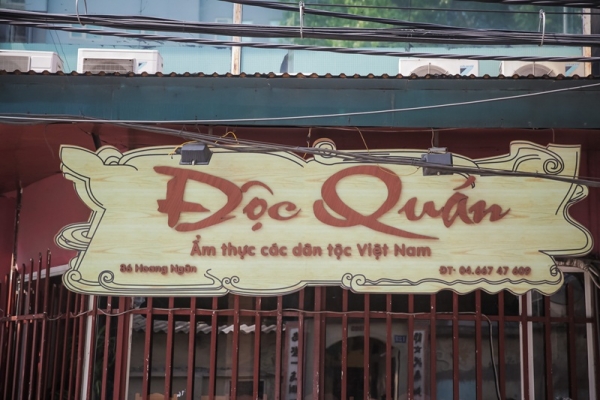 Độc Quán
Ẩm thực các dân tộc Việt Nam
86 Hoang Ngân
ĐT- 04.667 47 609